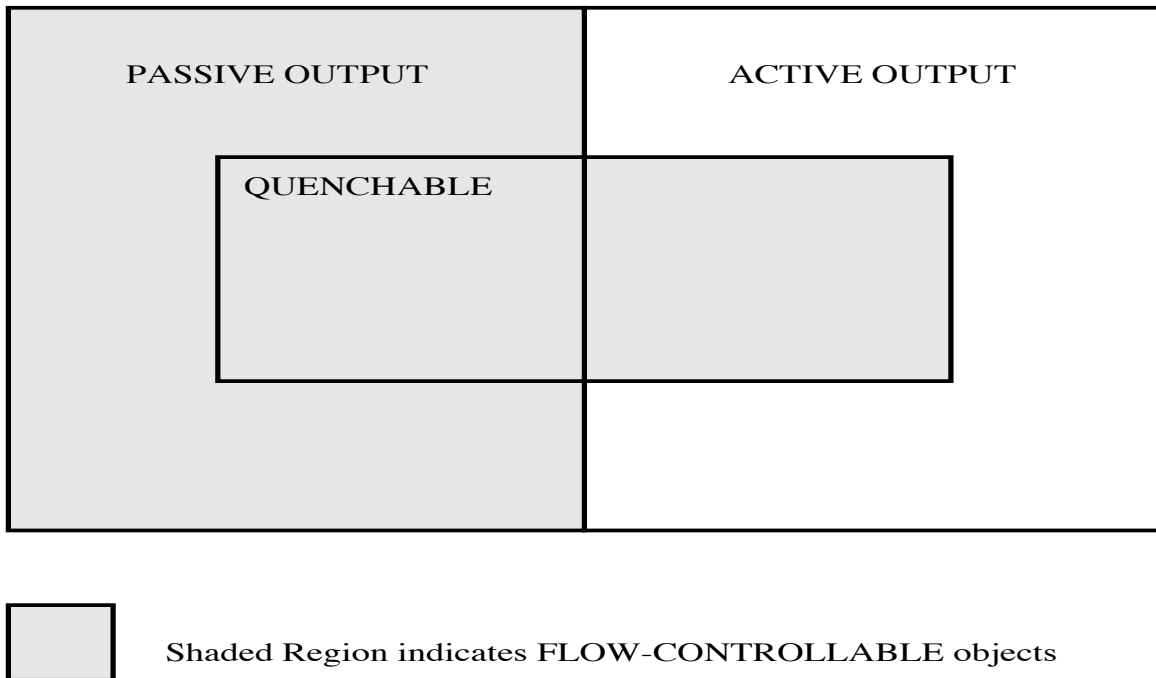 PASSIVE OUTPUT
ACTIVE OUTPUT
QUENCHABLE
Shaded Region indicates FLOW-CONTROLLABLE objects